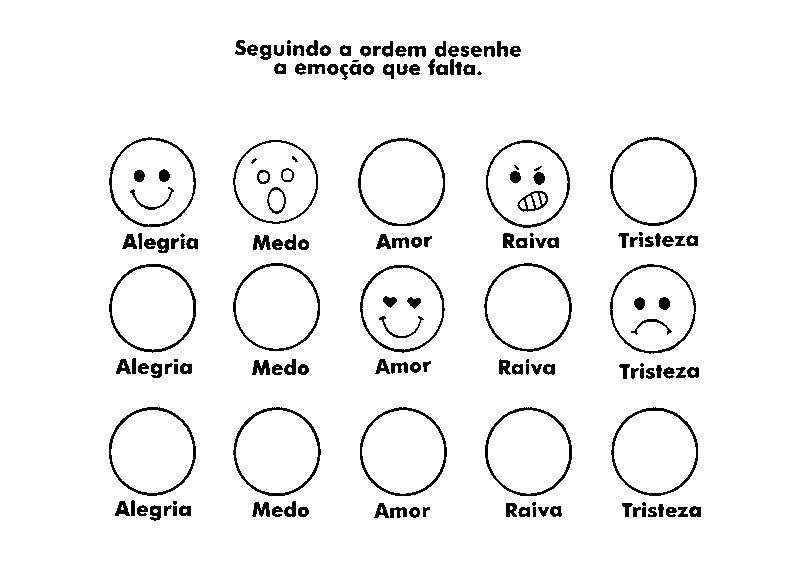 Seguindo a ordem desenhe
a emoção que falta.
Alegria Medo Amor Raiva Tristeza
Alegria Medo Amor Raiva Tristeza
Alegria Medo Amor Raiva Tristeza